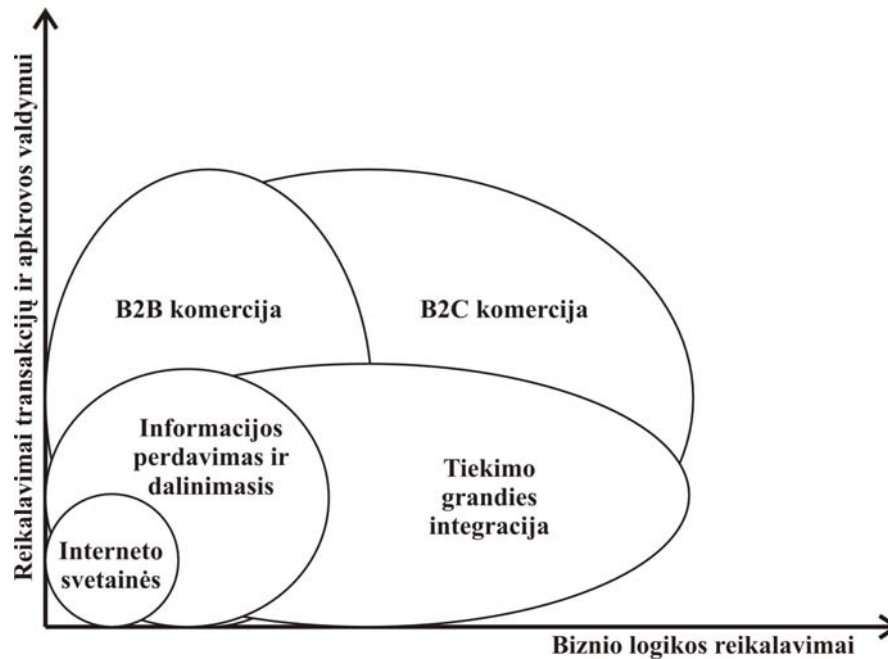 Reikalavimai transakcijų ir apkrovos valdymui
B2B komercija
B2C komercija
Informacijos
perdavimas ir
dalinimasis
Tiekimo
grandies
integracija
Interneto
svetainės
Biznio logikos reikalavimai